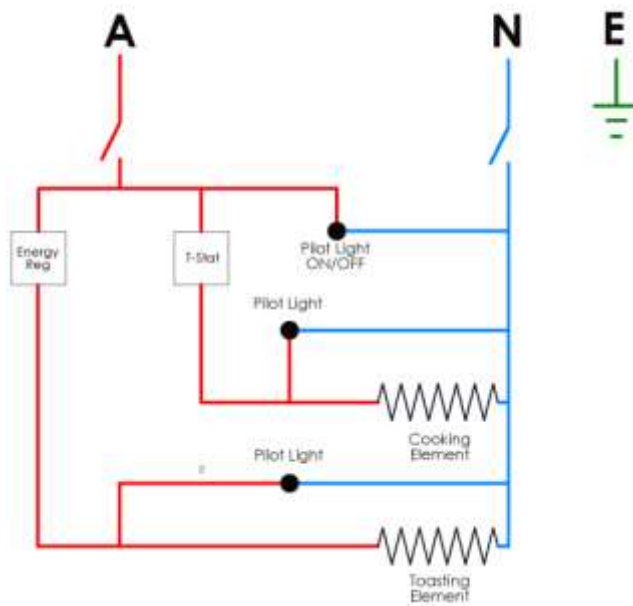 A
N
E
Energy
Reg
T-Stat
Pilot Light
ON/OFF
Pilot Light
Cooking
Element
Pilot Light
Toasting
Element